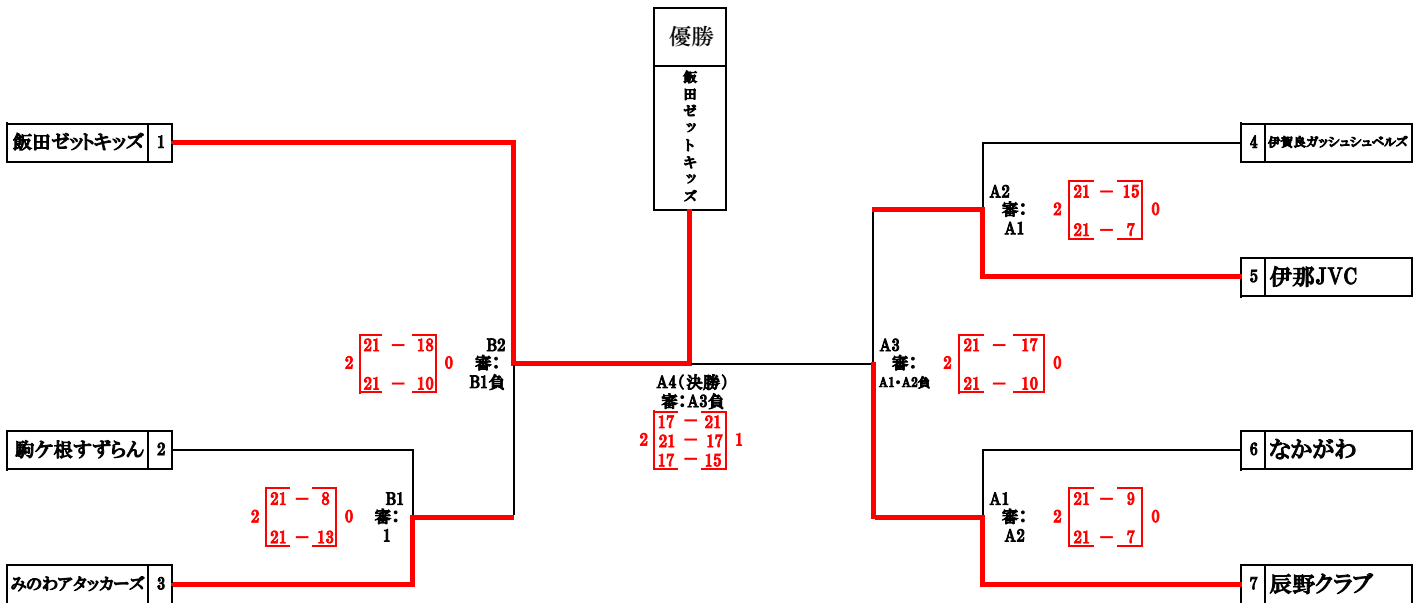 優勝
飯田ゼットキッズ
飯田ゼットキッズ 1
4 伊賀良ガッシュシュベルズ
A2
審:
A1
2 21 － 15 0
21 － 7
5 伊那JVC
21 － 18
2 0
21 － 10
B2
審:
B1負
A4(決勝)
審:A3負
17 － 21
2 21 － 17 1
17 － 15
A3
審:
A1・A2負
21 － 17
2 0
21 － 10
駒ケ根すずらん 2
6 なかがわ
21 － 8
2 0
21 － 13
B1
審:
1
A1
審:
A2
21 － 9
2 0
21 － 7
みのわアタッカーズ 3
7 辰野クラブ